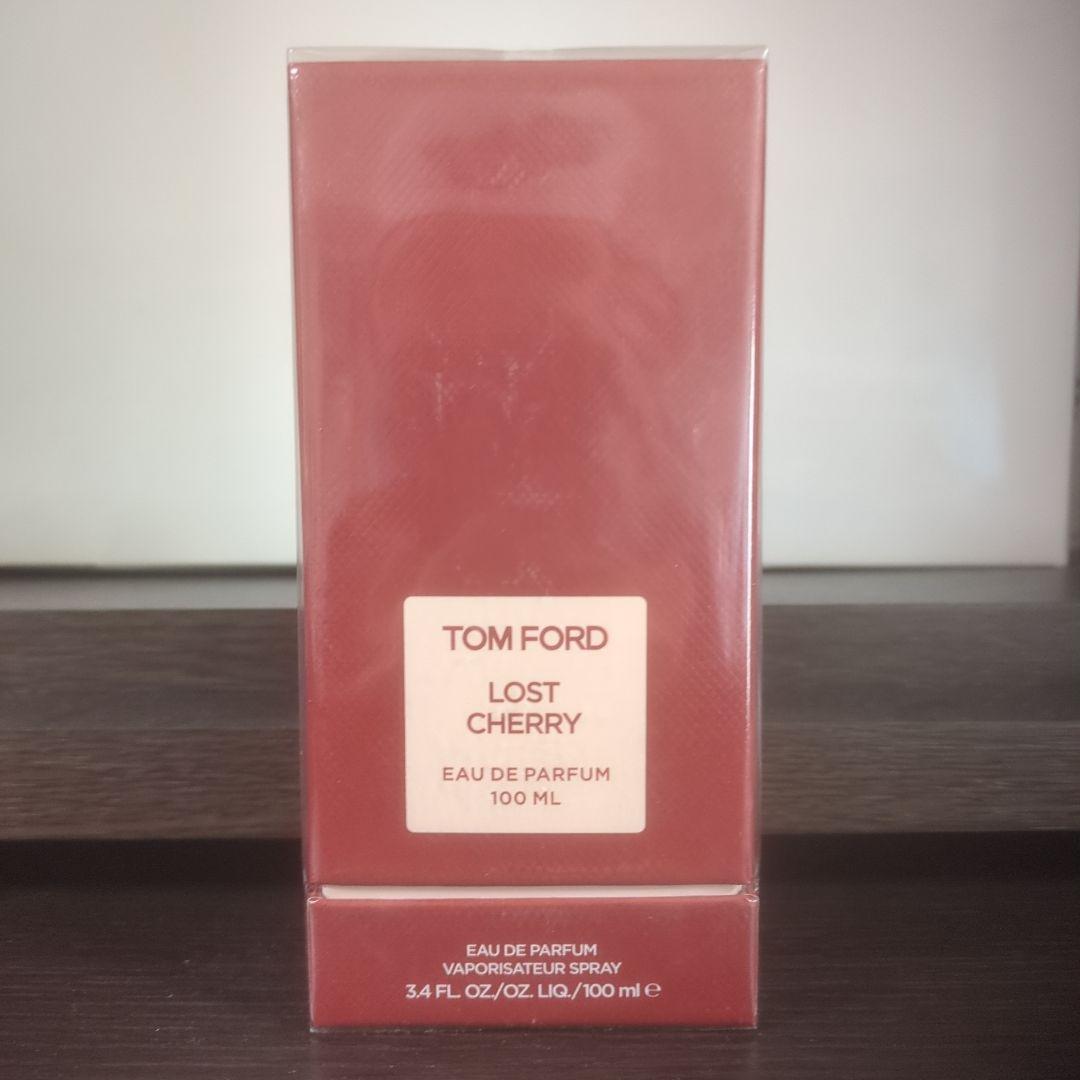 TOM FORD
LOST
CHERRY
EAU DE PARFUM
100 ML
EAU DE PARFUM
VAPORISATEUR SPRAY
3.4 FL. OZ./OZ. LIQ./100 ml ℮